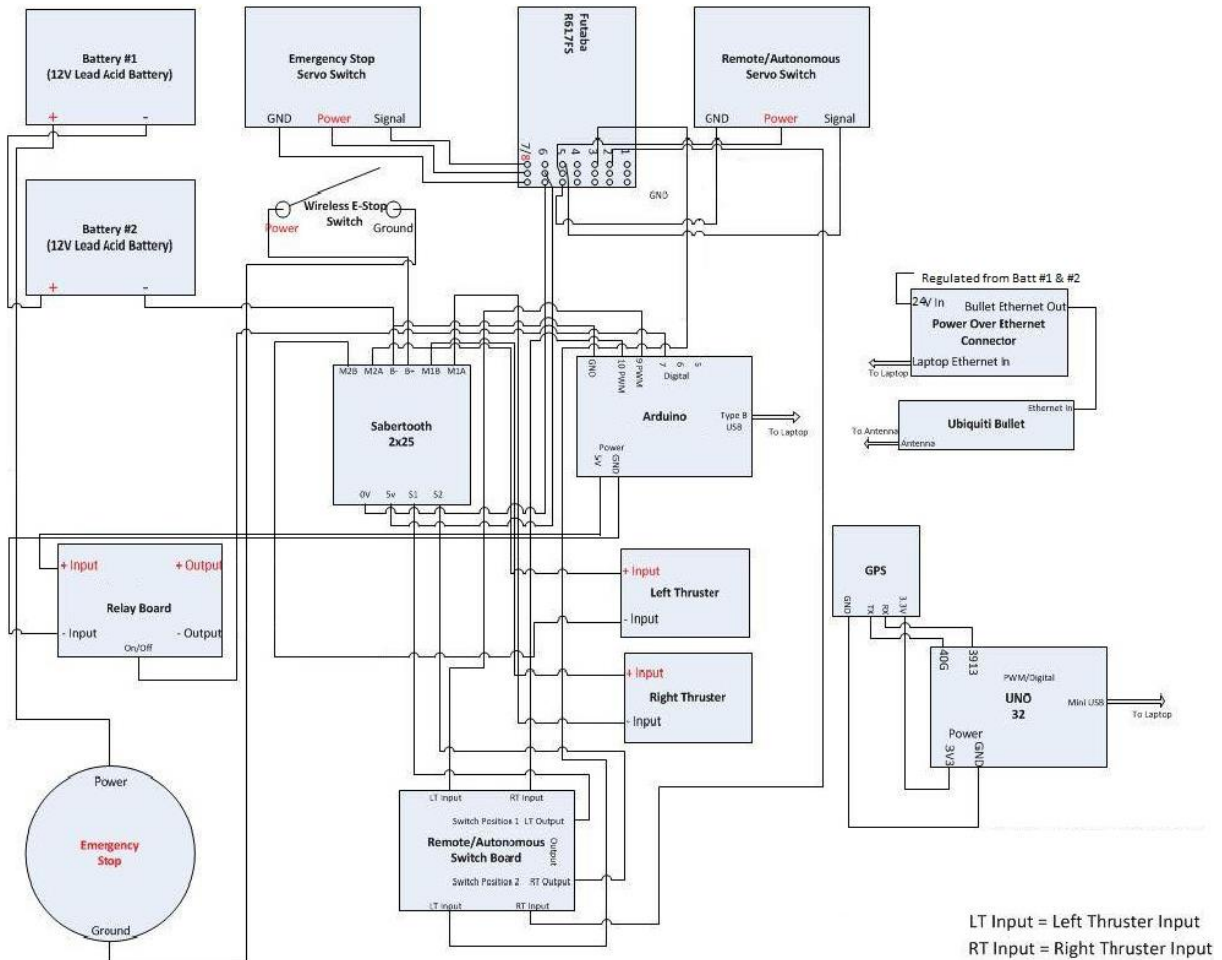 Battery #1
(12V Lead Acid Battery)
+
-
Emergency Stop
Servo Switch
GND
Power
Signal
Futaba
R617FS
7/8
6
5
4
3
2
1
GND
Remote/Autonomous
Servo Switch
GND
Power
Signal
Battery #2
(12V Lead Acid Battery)
+
-
Wireless E-Stop
Switch
Power
Ground
Regulated from Batt #1 & #2
24V In
Bullet Ethernet Out
Power Over Ethernet
Connector
Laptop Ethernet In
To Laptop
Ethernet In
Ubiquiti Bullet
To Antenna
Antenna
M2B
M2A
B-
B+
M1B
M1A
Sabertooth
2x25
0V
5v
S1
S2
GND
10 PWM
9 PWM
7
6
5
Digital
Arduino
Type B
USB
To Laptop
Power
5V
GND
+ Input
+ Output
Relay Board
- Input
- Output
On/Off
+ Input
Left Thruster
- Input
+ Input
Right Thruster
- Input
GPS
GND
TX
RX
3.3V
40G
3913
PWM/Digital
UNO
32
Mini USB
To Laptop
Power
3V3
GND
Power
Emergency
Stop
Ground
LT Input
RT Input
Switch Position 1
LT Output
Remote/Autonomous
Switch Board
Output
Switch Position 2
RT Output
LT Input
RT Input
LT Input = Left Thruster Input
RT Input = Right Thruster Input